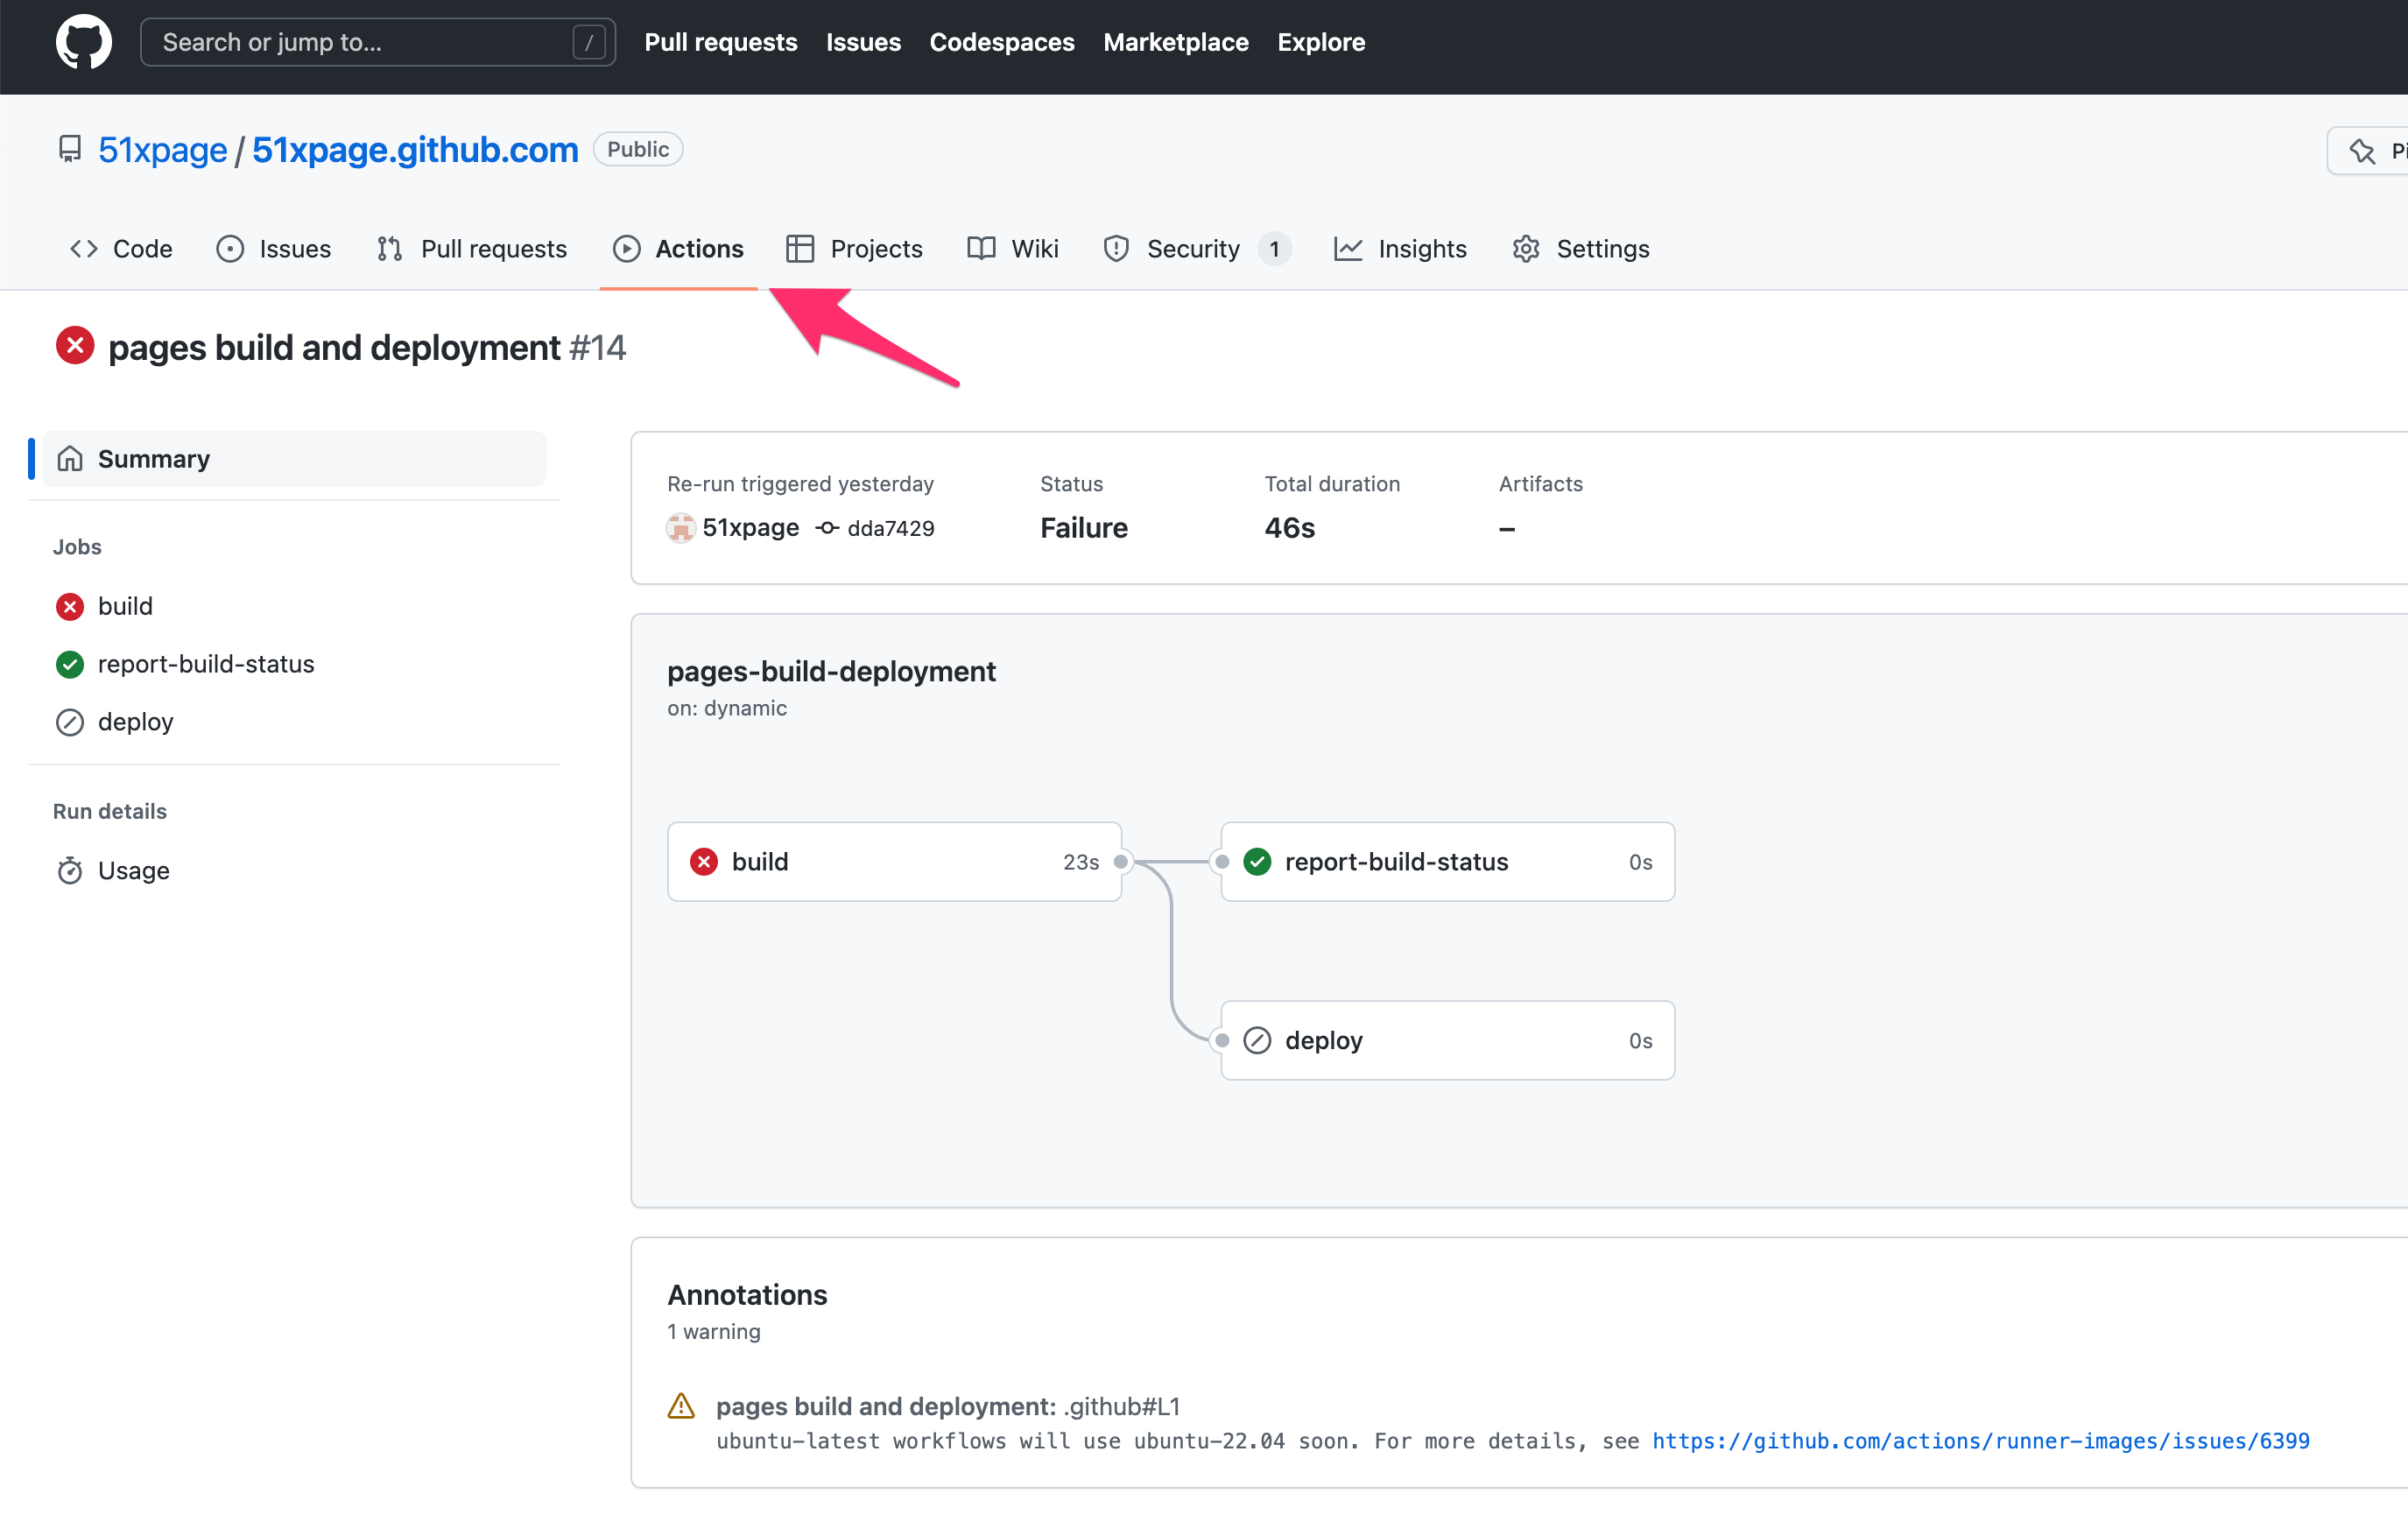 Search or jump to... / Pull requests Issues Codespaces Marketplace Explore
51xpage / 51xpage.github.com Public
Code Issues Pull requests Actions Projects Wiki Security 1 Insights Settings
pages build and deployment #14
Summary
Jobs
build
report-build-status
deploy
Run details
Usage
Re-run triggered yesterday Status Total duration Artifacts
51xpage dda7429 Failure 46s –
pages-build-deployment
on: dynamic
build 23s report-build-status 0s
deploy 0s
Annotations
1 warning
pages build and deployment: .github#L1
ubuntu-latest workflows will use ubuntu-22.04 soon. For more details, see https://github.com/actions/runner-images/issues/6399